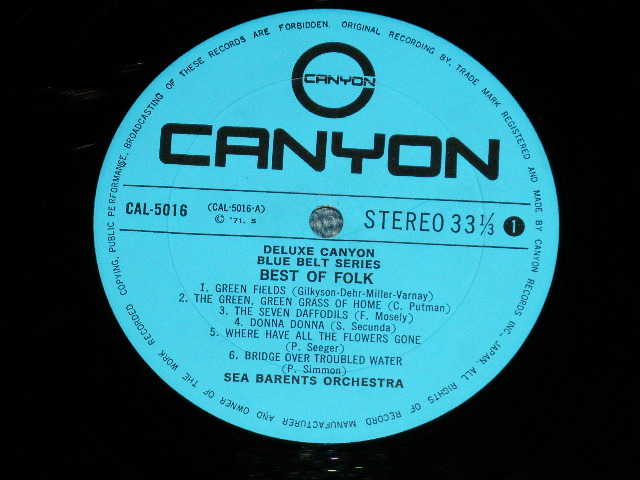 CANYON
CANYON
CAL-5016
(CAL-5016-A)
© '71. 5
STEREO 33 1/3
1
DELUXE CANYON
BLUE BELT SERIES
BEST OF FOLK
1. GREEN FIELDS (Gilkyson-Dehr-Miller-Varnay)
2. THE GREEN, GREEN GRASS OF HOME (C. Putman)
3. THE SEVEN DAFFODILS (F. Mosely)
4. DONNA DONNA (S. Secunda)
5. WHERE HAVE ALL THE FLOWERS GONE
(P. Seeger)
6. BRIDGE OVER TROUBLED WATER
(P. Simmon)
SEA BARENTS ORCHESTRA
ORIGINAL RECORDING BY, TRADE MARK REGISTERED AND MADE BY CANYON RECORDS INC., JAPAN. ALL RIGHTS OF RECORD MANUFACTURER AND OWNER OF THE WORK RECORDED COPYING, PUBLIC PERFORMANCE, BROADCASTING OF THESE RECORDS ARE FORBIDDEN.